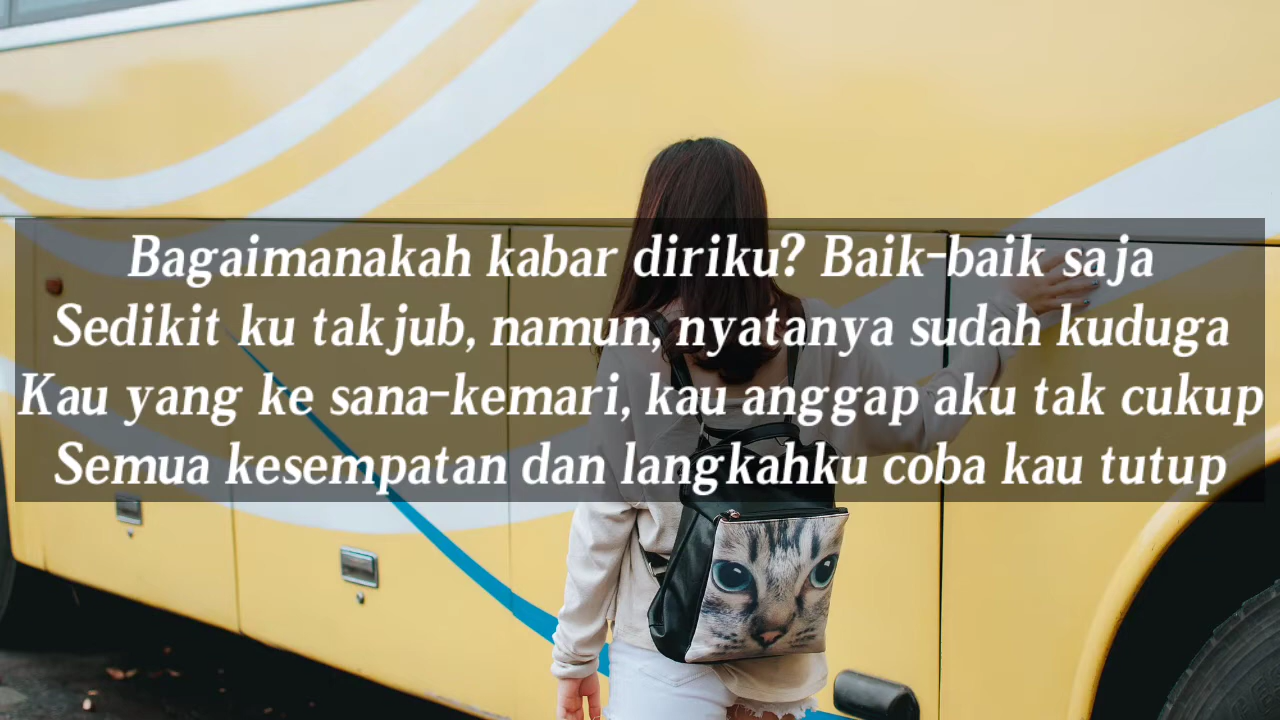 Bagaimanakah kabar diriku? Baik-baik saja
Sedikit ku takjub, namun, nyatanya sudah kuduga
Kau yang ke sana-kemari, kau anggap aku tak cukup
Semua kesempatan dan langkahku coba kau tutup